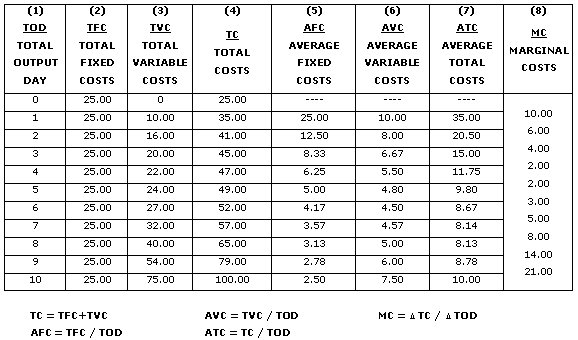 (1) (2) (3) (4) (5) (6) (7) (8)
TOD TFC TVC TC AFC AVC ATC MC
TOTAL TOTAL TOTAL TOTAL AVERAGE AVERAGE AVERAGE MARGINAL
OUTPUT FIXED VARIABLE COSTS FIXED VARIABLE TOTAL COSTS
DAY COSTS COSTS COSTS COSTS COSTS
0 25.00 0 25.00 ---- ---- ----
1 25.00 10.00 35.00 25.00 10.00 35.00 10.00
2 25.00 16.00 41.00 12.50 8.00 20.50 6.00
3 25.00 20.00 45.00 8.33 6.67 15.00 4.00
4 25.00 22.00 47.00 6.25 5.50 11.75 2.00
5 25.00 24.00 49.00 5.00 4.80 9.80 2.00
6 25.00 27.00 52.00 4.17 4.50 8.67 3.00
7 25.00 32.00 57.00 3.57 4.57 8.14 5.00
8 25.00 40.00 65.00 3.13 5.00 8.13 8.00
9 25.00 54.00 79.00 2.78 6.00 8.78 14.00
10 25.00 75.00 100.00 2.50 7.50 10.00 21.00
TC = TFC+TVC AVC = TVC / TOD MC = Δ TC / Δ TOD
AFC = TFC / TOD ATC = TC / TOD